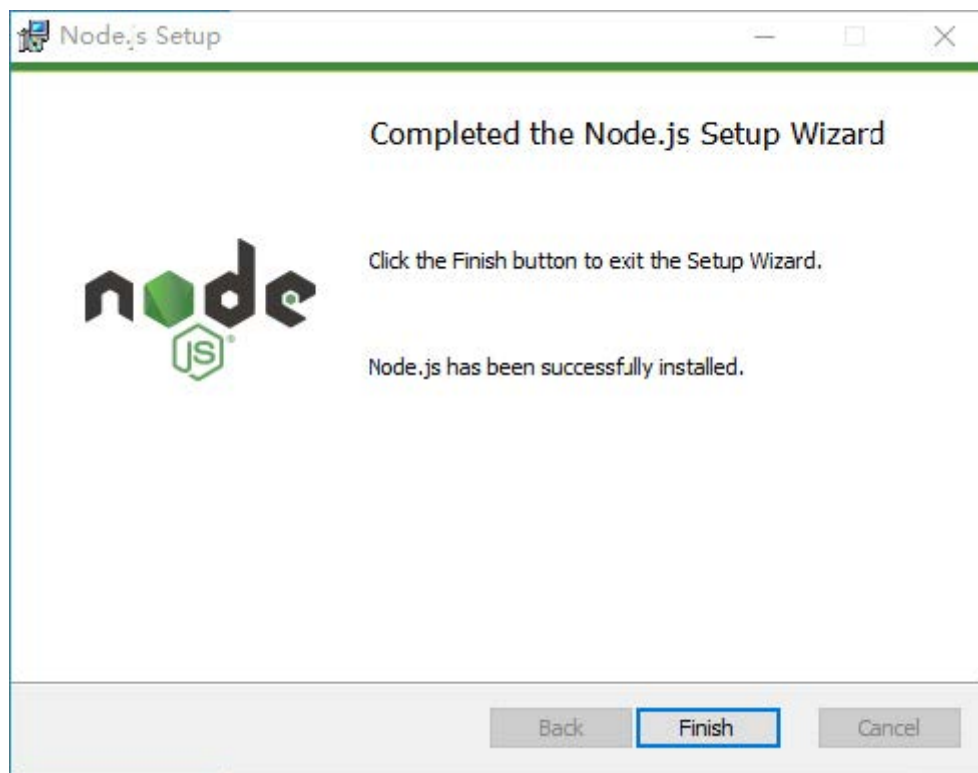 Node.js Setup
Completed the Node.js Setup Wizard
Click the Finish button to exit the Setup Wizard.
node
JS®
Node.js has been successfully installed.
Back Finish Cancel